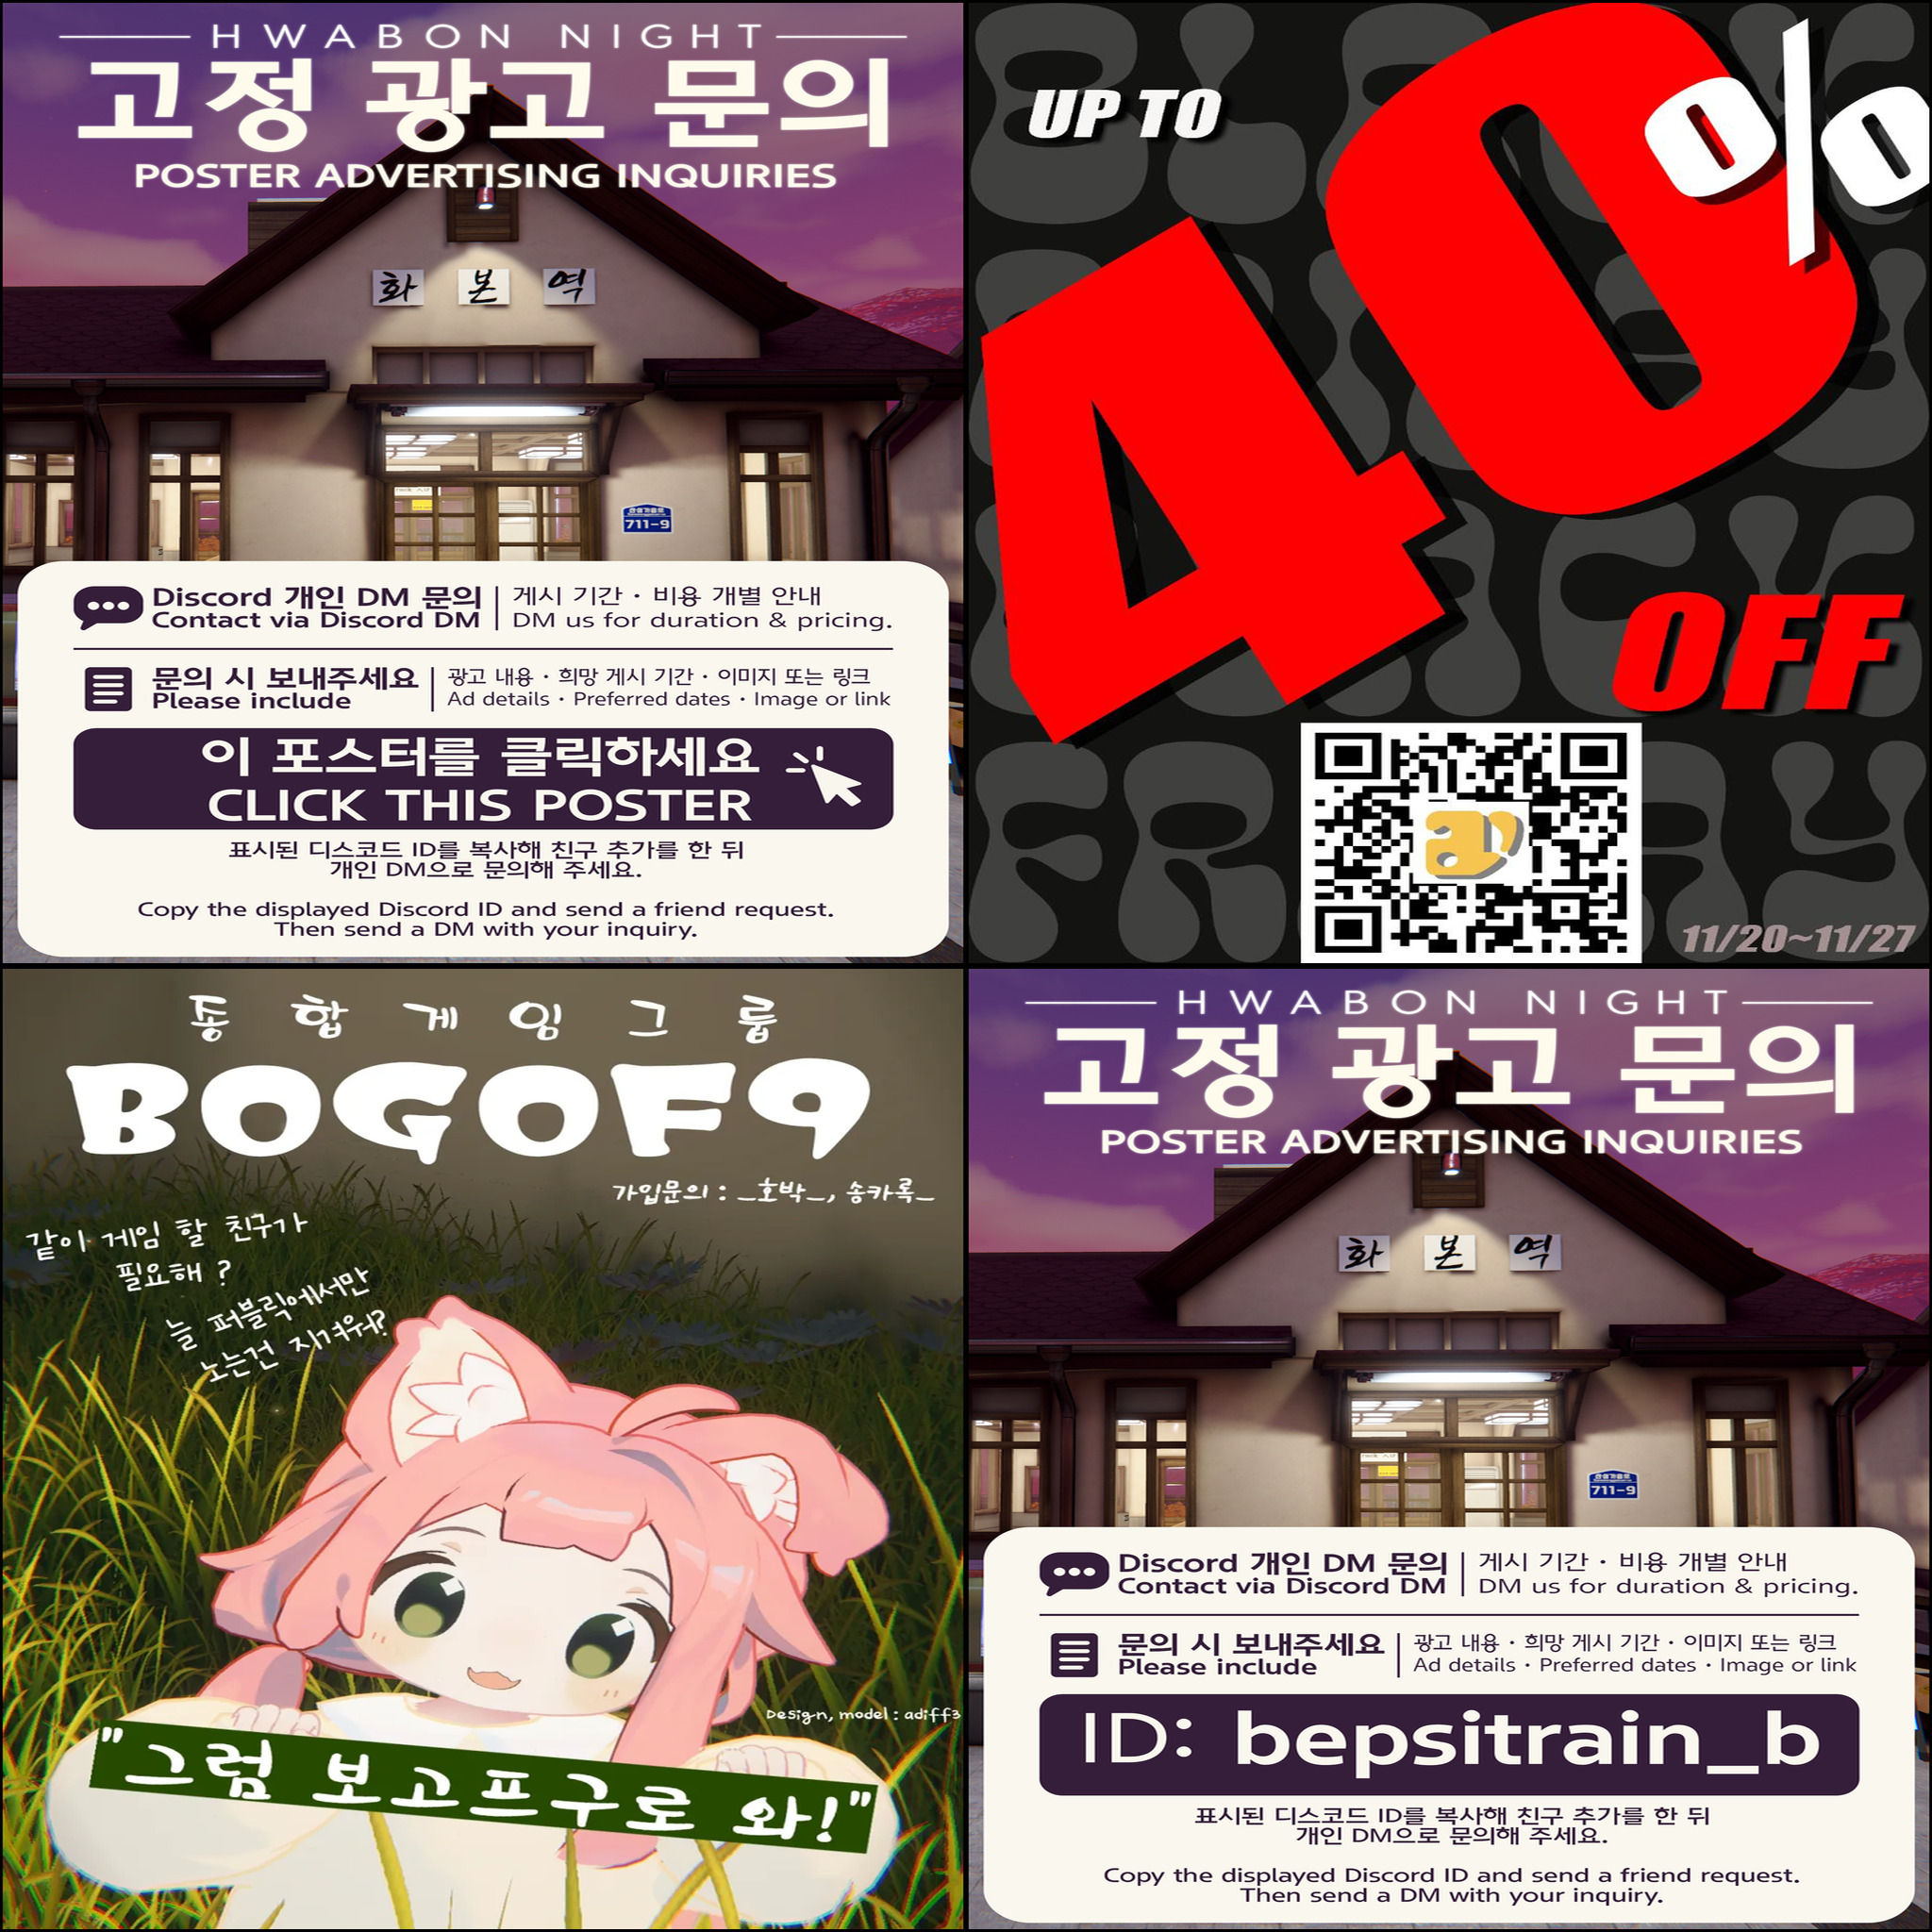 HWABON NIGHT
고정 광고 문의
POSTER ADVERTISING INQUIRIES
화 본 역
711-9
Discord 개인 DM 문의
Contact via Discord DM
게시 기간 · 비용 개별 안내
DM us for duration & pricing.
문의 시 보내주세요
Please include
광고 내용 · 희망 게시 기간 · 이미지 또는 링크
Ad details · Preferred dates · Image or link
이 포스터를 클릭하세요
CLICK THIS POSTER
표시된 디스코드 ID를 복사해 친구 추가를 한 뒤
개인 DM으로 문의해 주세요.
Copy the displayed Discord ID and send a friend request.
Then send a DM with your inquiry.
UP TO
40%
OFF
11/20~11/27
종합게임그룹
BOGOF9
가입문의 : _호박_, 송카록_
같이 게임 할 친구가
필요해 ?
늘 퍼블릭에서만
노는건 지겨워?
Design, model : adiff3
"그럼 보고프구로 와!"
HWABON NIGHT
고정 광고 문의
POSTER ADVERTISING INQUIRIES
화 본 역
711-9
Discord 개인 DM 문의
Contact via Discord DM
게시 기간 · 비용 개별 안내
DM us for duration & pricing.
문의 시 보내주세요
Please include
광고 내용 · 희망 게시 기간 · 이미지 또는 링크
Ad details · Preferred dates · Image or link
ID: bepsitrain_b
표시된 디스코드 ID를 복사해 친구 추가를 한 뒤
개인 DM으로 문의해 주세요.
Copy the displayed Discord ID and send a friend request.
Then send a DM with your inquiry.